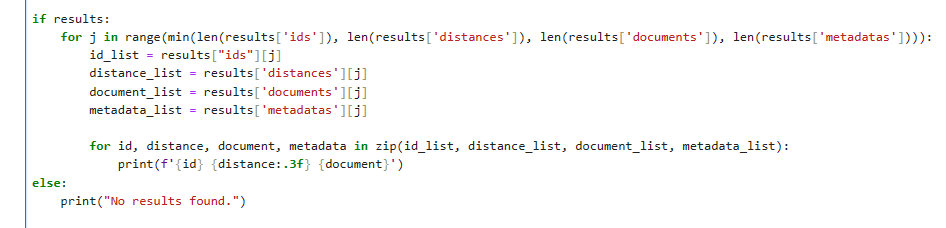 if results:
    for j in range(min(len(results['ids']), len(results['distances']), len(results['documents']), len(results['metadatas']))):
        id_list = results["ids"][j]
        distance_list = results['distances'][j]
        document_list = results['documents'][j]
        metadata_list = results['metadatas'][j]

        for id, distance, document, metadata in zip(id_list, distance_list, document_list, metadata_list):
            print(f'{id} {distance:.3f} {document}')
else:
    print("No results found.")